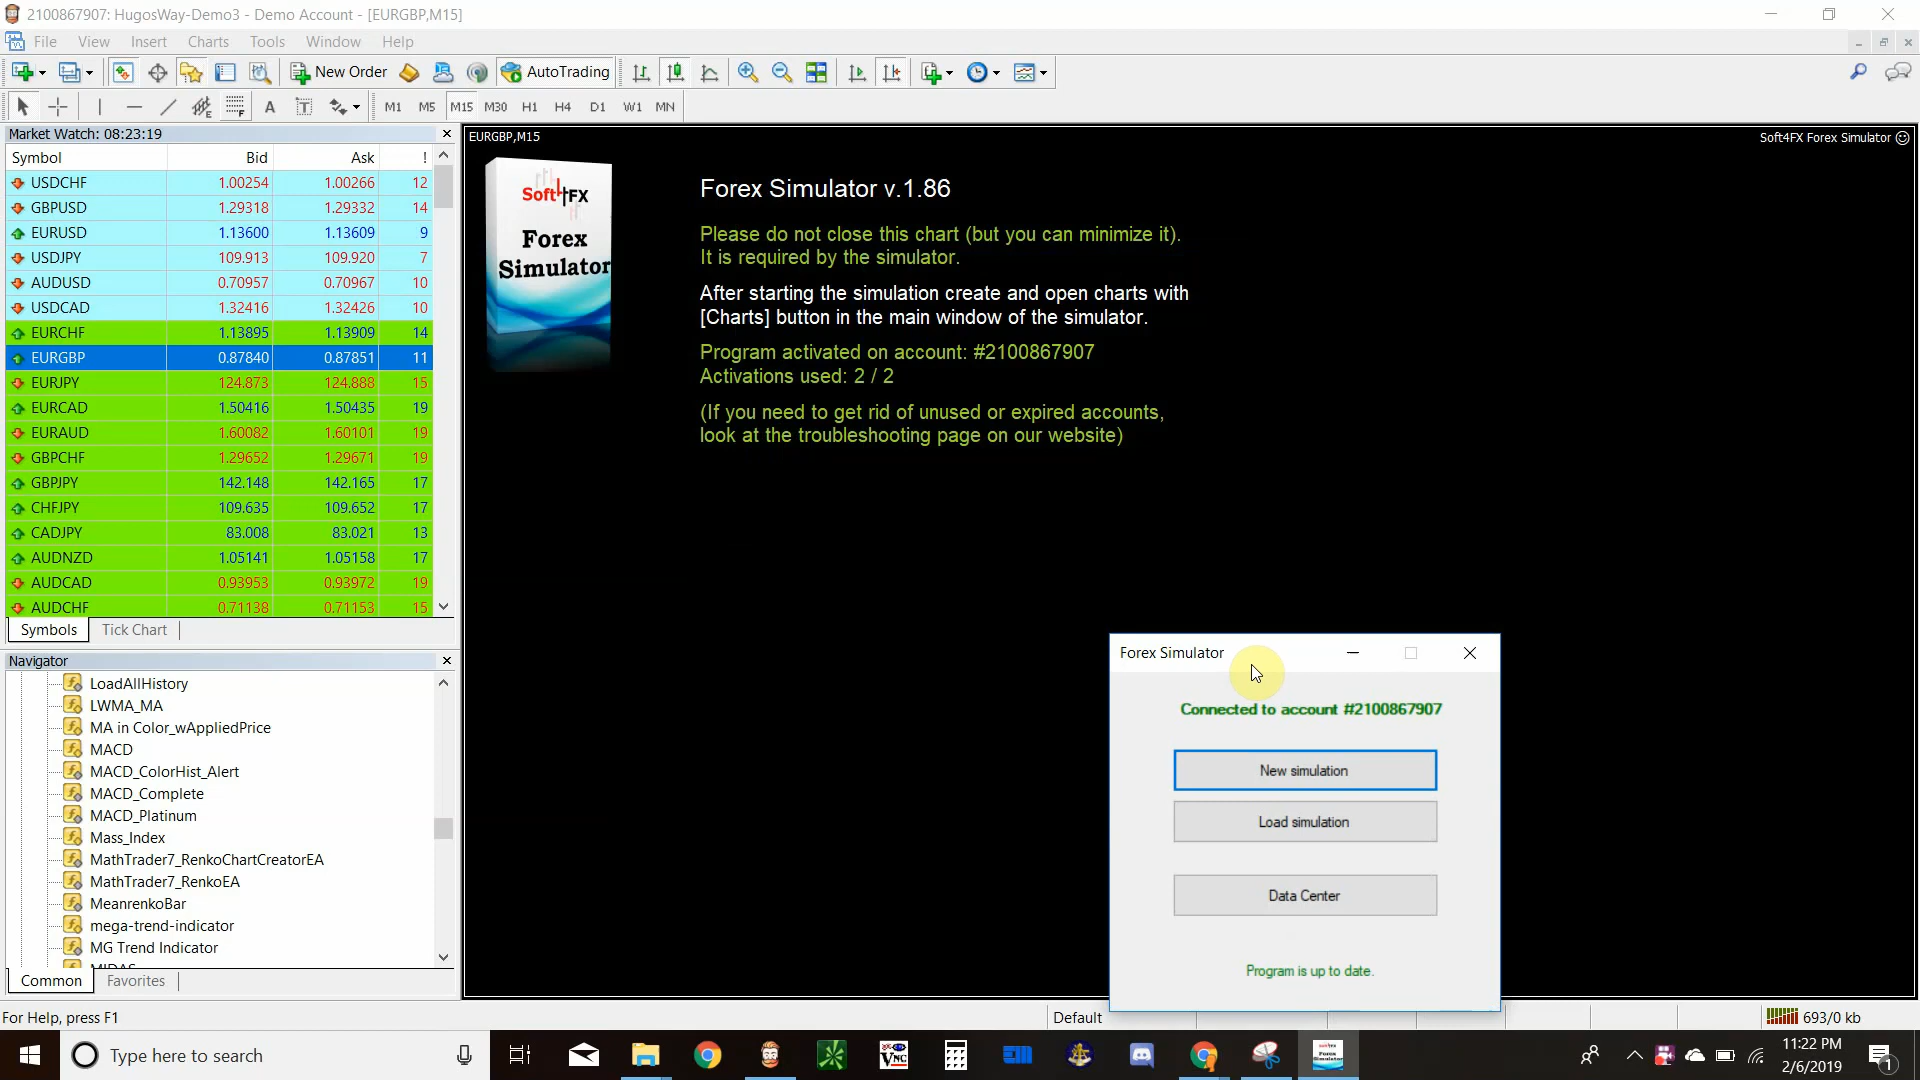 2100867907: HugosWay-Demo3 - Demo Account - [EURGBP,M15]
File View Insert Charts Tools Window Help
New Order AutoTrading
A T M1 M5 M15 M30 H1 H4 D1 W1 MN
Market Watch: 08:23:19
Symbol Bid Ask !
USDCHF 1.00254 1.00266 12
GBPUSD 1.29318 1.29332 14
EURUSD 1.13600 1.13609 9
USDJPY 109.913 109.920 7
AUDUSD 0.70957 0.70967 10
USDCAD 1.32416 1.32426 10
EURCHF 1.13895 1.13909 14
EURGBP 0.87840 0.87851 11
EURJPY 124.873 124.888 15
EURCAD 1.50416 1.50435 19
EURAUD 1.60082 1.60101 19
GBPCHF 1.29652 1.29671 19
GBPJPY 142.148 142.165 17
CHFJPY 109.635 109.652 17
CADJPY 83.008 83.021 13
AUDNZD 1.05141 1.05158 17
AUDCAD 0.93953 0.93972 19
AUDCHF 0.71138 0.71153 15
Symbols Tick Chart
Navigator
LoadAllHistory
LWMA_MA
MA in Color_wAppliedPrice
MACD
MACD_ColorHist_Alert
MACD_Complete
MACD_Platinum
Mass_Index
MathTrader7_RenkoChartCreatorEA
MathTrader7_RenkoEA
MeanrenkoBar
mega-trend-indicator
MG Trend Indicator
MIDAS
Common Favorites
EURGBP,M15
Soft4FX Forex Simulator
Soft4FX
Forex
Simulator
Forex Simulator v.1.86
Please do not close this chart (but you can minimize it).
It is required by the simulator.
After starting the simulation create and open charts with
[Charts] button in the main window of the simulator.
Program activated on account: #2100867907
Activations used: 2 / 2
(If you need to get rid of unused or expired accounts,
look at the troubleshooting page on our website)
Forex Simulator
Connected to account #2100867907
New simulation
Load simulation
Data Center
Program is up to date.
For Help, press F1
Default
693/0 kb
Type here to search
VNC
Forex
Simulator
11:22 PM
2/6/2019
1